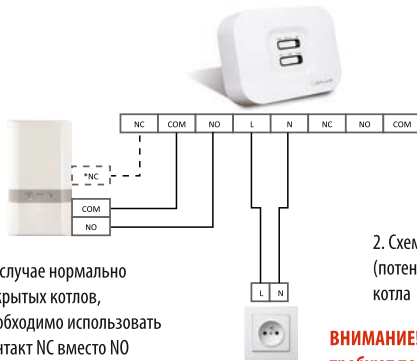 NC COM NO L N NC NO COM
*NC
COM
NO
случае нормально
крытых котлов,
обходимо использовать
нтакт NC вместо NO
L N
2. Схем
(потен
котла
ВНИМАНИЕ!